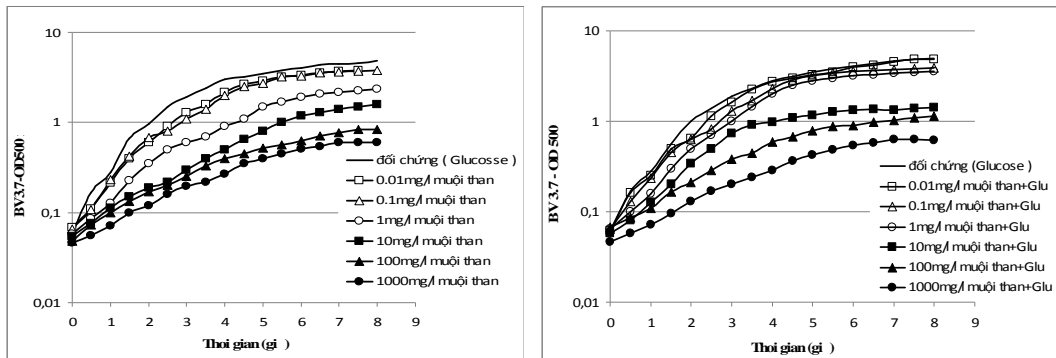 BV3.7-OD500
10
1
0,1
0,01
0 1 2 3 4 5 6 7 8 9
Thoi gian (gi )
đối chứng ( Glucosse )
0.01mg/l muội than
0.1mg/l muội than
1mg/l muội than
10mg/l muội than
100mg/l muội than
1000mg/l muội than
BV3.7 - OD 500
10
1
0,1
0,01
0 1 2 3 4 5 6 7 8 9
Thoi gian (gi )
đối chứng (Glucose )
0.01mg/l muội than+Glu
0.1mg/l muội than+Glu
1mg/l muội than+Glu
10mg/l muội than+Glu
100mg/l muội than+Glu
1000mg/l muội than+Glu